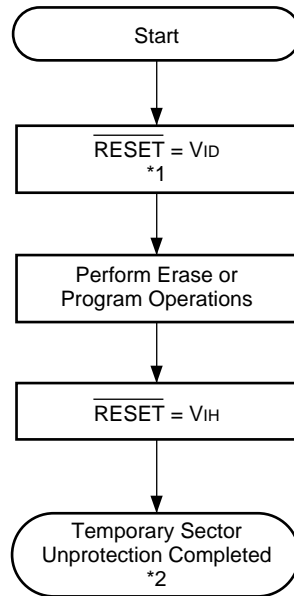 Start
RESET = VID
*1
Perform Erase or
Program Operations
RESET = VIH
Temporary Sector
Unprotection Completed
*2